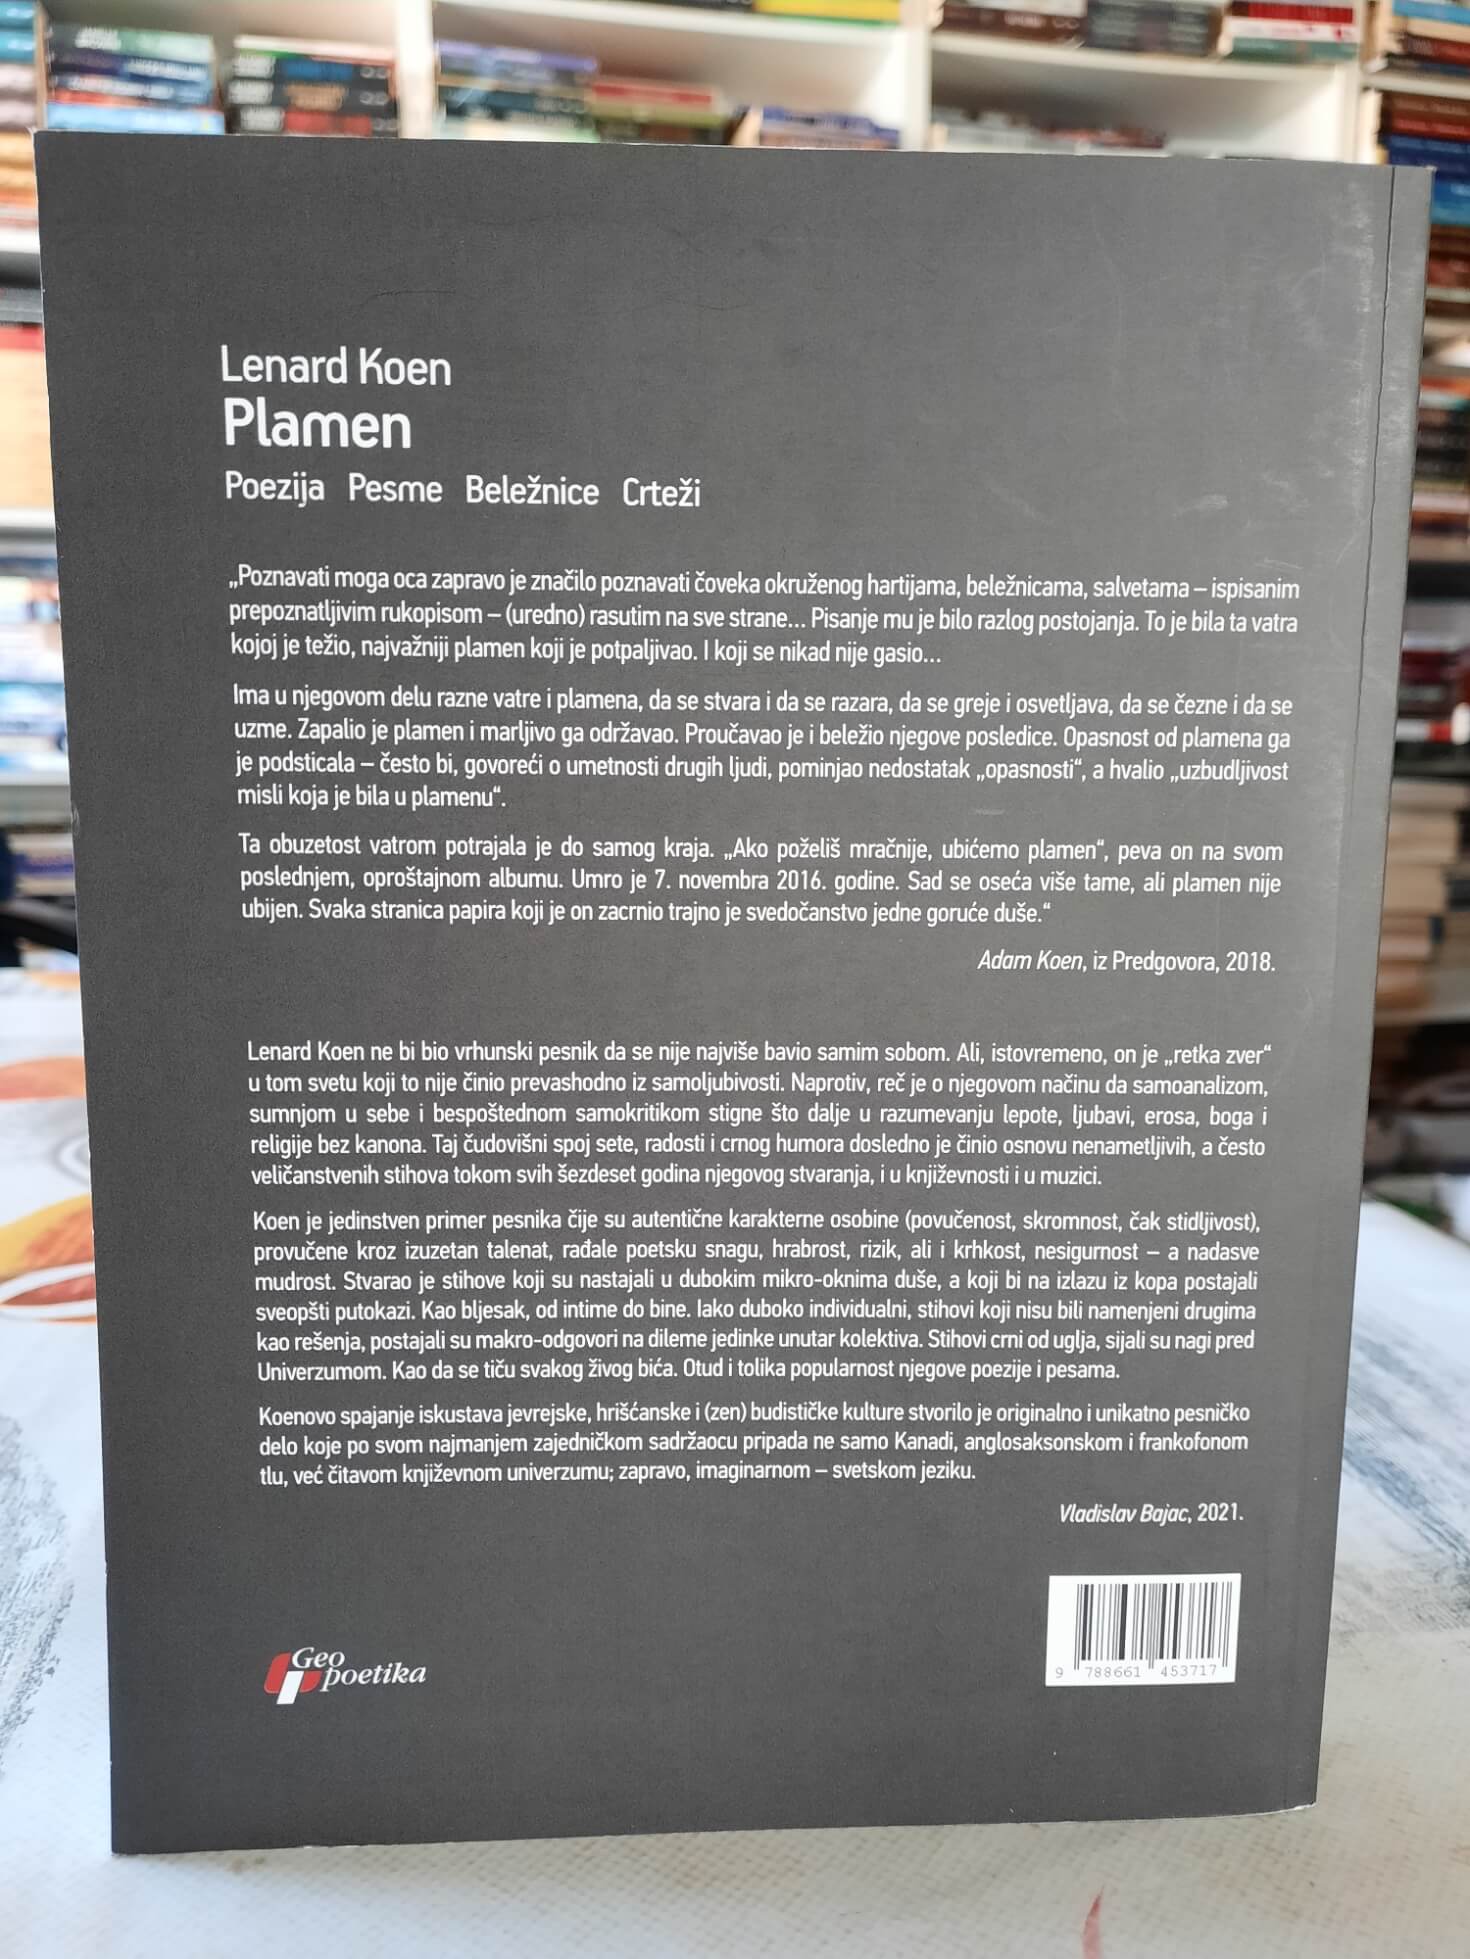 Lenard Koen
Plamen
Poezija Pesme Beležnice Crteži
„Poznavati moga oca zapravo je značilo poznavati čoveka okruženog hartijama, beležnicama, salvetama – ispisanim
prepoznatljivim rukopisom – (uredno) rasutim na sve strane... Pisanje mu je bilo razlog postojanja. To je bila ta vatra
kojoj je težio, najvažniji plamen koji je potpaljivao. I koji se nikad nije gasio...
Ima u njegovom delu razne vatre i plamena, da se stvara i da se razara, da se greje i osvetljava, da se čezne i da se
uzme. Zapalio je plamen i marljivo ga održavao. Proučavao je i beležio njegove posledice. Opasnost od plamena ga
je podsticala – često bi, govoreći o umetnosti drugih ljudi, pominjao nedostatak „opasnosti“, a hvalio „uzbudljivost
misli koja je bila u plamenu“.
Ta obuzetost vatrom potrajala je do samog kraja. „Ako poželiš mračnije, ubićemo plamen“, peva on na svom
poslednjem, oproštajnom albumu. Umro je 7. novembra 2016. godine. Sad se oseća više tame, ali plamen nije
ubijen. Svaka stranica papira koji je on zacrnio trajno je svedočanstvo jedne goruće duše.“
Adam Koen, iz Predgovora, 2018.
Lenard Koen ne bi bio vrhunski pesnik da se nije najviše bavio samim sobom. Ali, istovremeno, on je „retka zver“
u tom svetu koji to nije činio prevashodno iz samoljubivosti. Naprotiv, reč je o njegovom načinu da samoanalizom,
sumnjom u sebe i bespoštednom samokritikom stigne što dalje u razumevanju lepote, ljubavi, erosa, boga i
religije bez kanona. Taj čudovišni spoj sete, radosti i crnog humora dosledno je činio osnovu nenametljivih, a često
veličanstvenih stihova tokom svih šezdeset godina njegovog stvaranja, i u književnosti i u muzici.
Koen je jedinstven primer pesnika čije su autentične karakterne osobine (povučenost, skromnost, čak stidljivost),
provučene kroz izuzetan talenat, rađale poetsku snagu, hrabrost, rizik, ali i krhkost, nesigurnost – a nadasve
mudrost. Stvarao je stihove koji su nastajali u dubokim mikro-oknima duše, a koji bi na izlazu iz kopa postajali
sveopšti putokazi. Kao bljesak, od intime do bine. Iako duboko individualni, stihovi koji nisu bili namenjeni drugima
kao rešenja, postajali su makro-odgovori na dileme jedinke unutar kolektiva. Stihovi crni od uglja, sijali su nagi pred
Univerzumom. Kao da se tiču svakog živog bića. Otud i tolika popularnost njegove poezije i pesama.
Koenovo spajanje iskustava jevrejske, hrišćanske i (zen) budističke kulture stvorilo je originalno i unikatno pesničko
delo koje po svom najmanjem zajedničkom sadržaocu pripada ne samo Kanadi, anglosaksonskom i frankofonom
tlu, već čitavom književnom univerzumu; zapravo, imaginarnom – svetskom jeziku.
Vladislav Bajac, 2021.
Geo
poetika
9 788661 453717